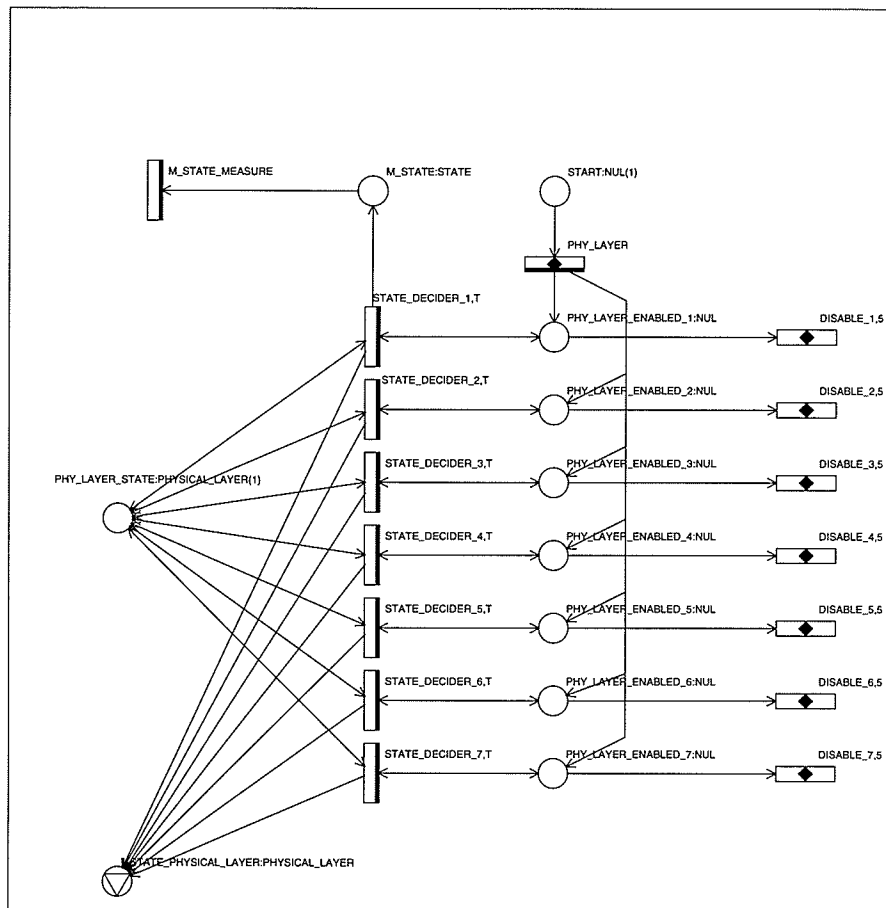 M_STATE_MEASURE
M_STATE:STATE
START:NUL(1)
PHY_LAYER
STATE_DECIDER_1,T
PHY_LAYER_ENABLED_1:NUL
DISABLE_1,5
STATE_DECIDER_2,T
PHY_LAYER_ENABLED_2:NUL
DISABLE_2,5
STATE_DECIDER_3,T
PHY_LAYER_ENABLED_3:NUL
DISABLE_3,5
PHY_LAYER_STATE:PHYSICAL_LAYER(1)
STATE_DECIDER_4,T
PHY_LAYER_ENABLED_4:NUL
DISABLE_4,5
STATE_DECIDER_5,T
PHY_LAYER_ENABLED_5:NUL
DISABLE_5,5
STATE_DECIDER_6,T
PHY_LAYER_ENABLED_6:NUL
DISABLE_6,5
STATE_DECIDER_7,T
PHY_LAYER_ENABLED_7:NUL
DISABLE_7,5
STATE_PHYSICAL_LAYER:PHYSICAL_LAYER